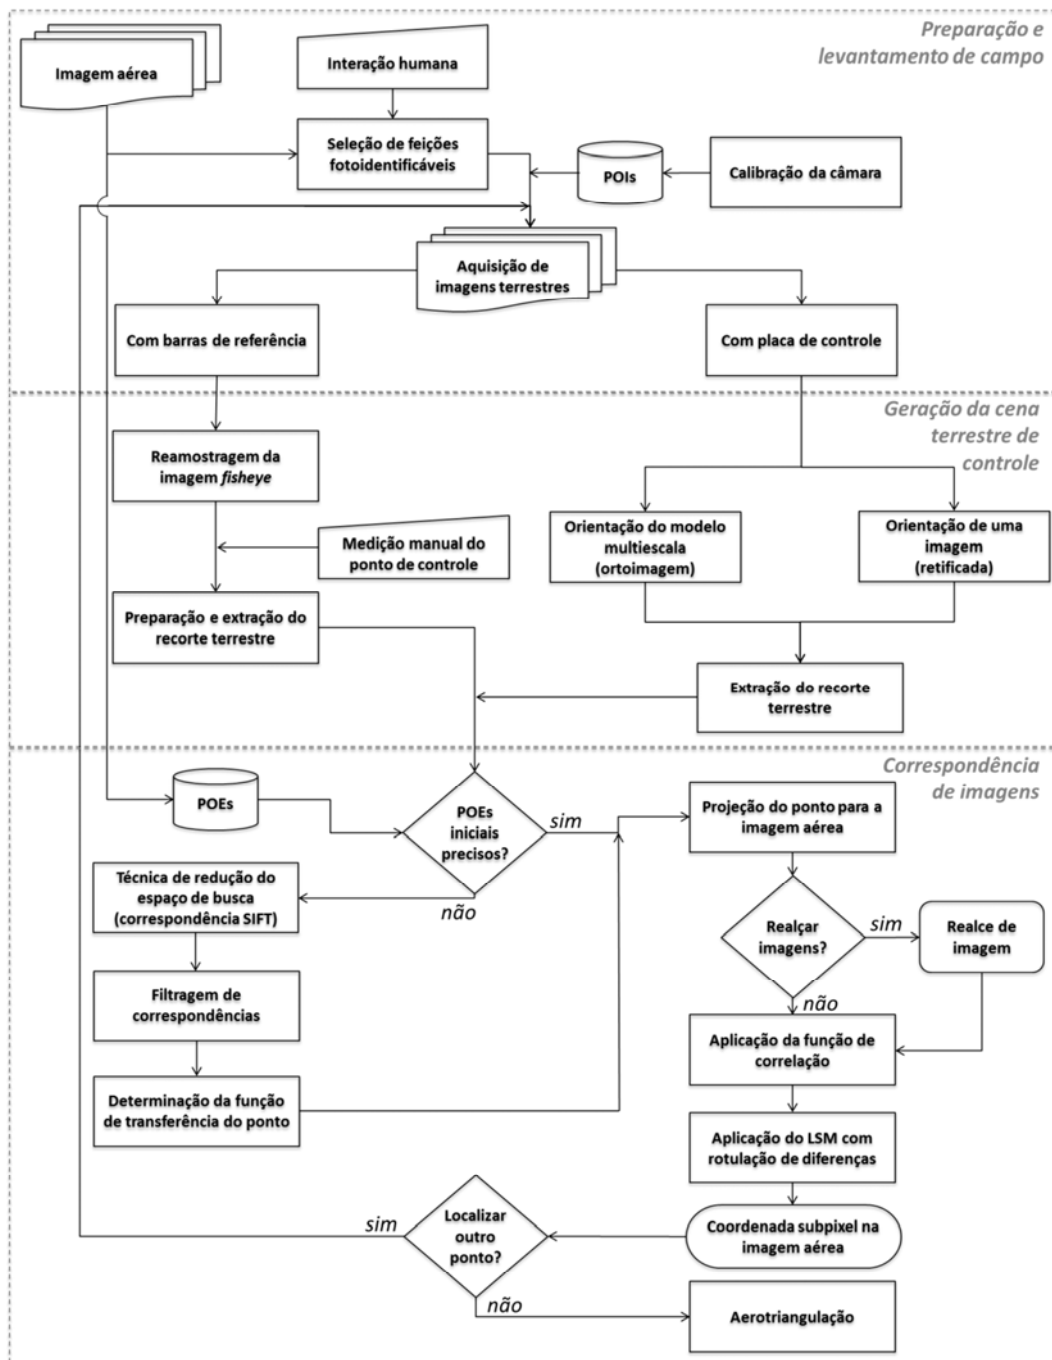 Preparação e
levantamento de campo
Imagem aérea
Interação humana
Seleção de feições
fotoidentificáveis
POIs
Calibração da câmara
Aquisição de
imagens terrestres
Com barras de referência
Com placa de controle
Geração da cena
terrestre de
controle
Reamostragem da
imagem fisheye
Orientação do modelo
multiescala
(ortoimagem)
Orientação de uma
imagem
(retificada)
Medição manual do
ponto de controle
Preparação e extração do
recorte terrestre
Extração do recorte
terrestre
Correspondência
de imagens
POEs
POEs
iniciais
precisos?
sim
não
Projeção do ponto para a
imagem aérea
Técnica de redução do
espaço de busca
(correspondência SIFT)
Realçar
imagens?
sim
não
Realce de
imagem
Filtragem de
correspondências
Aplicação da função de
correlação
Determinação da função
de transferência do ponto
Aplicação do LSM com
rotulação de diferenças
Localizar
outro
ponto?
sim
não
Coordenada subpixel na
imagem aérea
Aerotriangulação